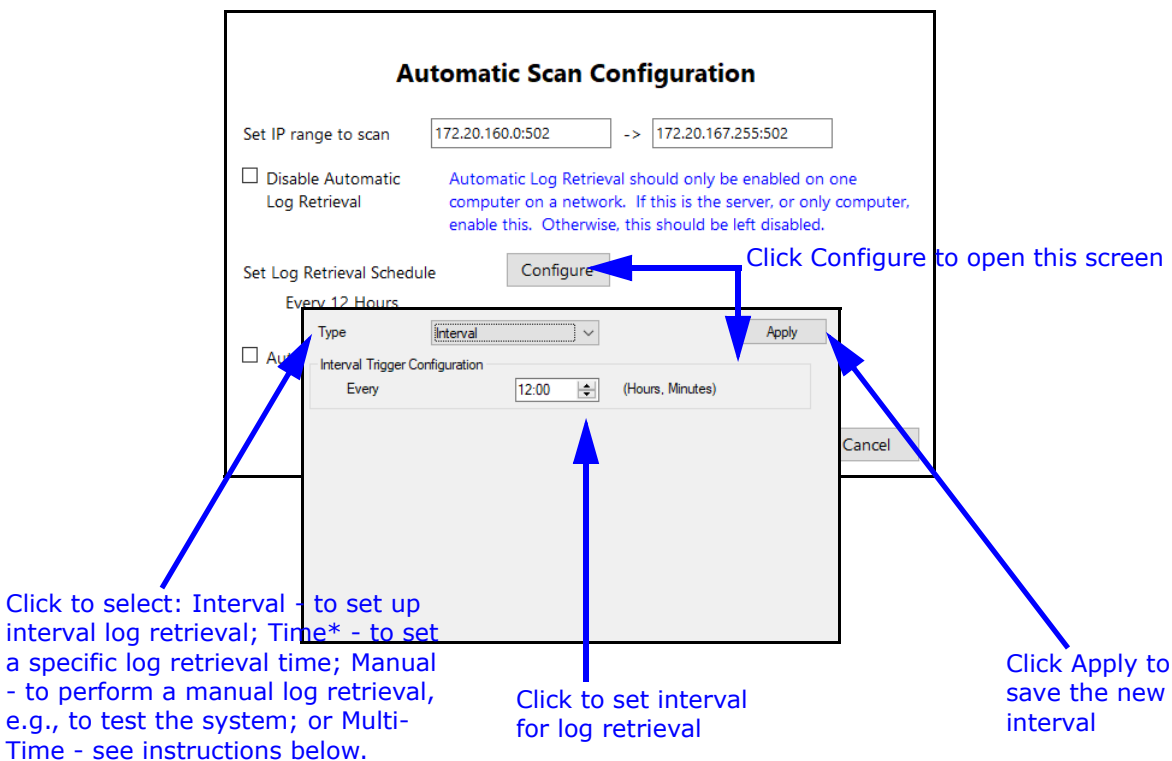 Automatic Scan Configuration
Set IP range to scan 172.20.160.0:502 -> 172.20.167.255:502
Disable Automatic
Log Retrieval
Automatic Log Retrieval should only be enabled on one
computer on a network. If this is the server, or only computer,
enable this. Otherwise, this should be left disabled.
Click Configure to open this screen
Set Log Retrieval Schedule Configure
Every 12 Hours
Type Interval Apply
Interval Trigger Configuration
Every 12:00 (Hours, Minutes)
Cancel
Click to select: Interval - to set up
interval log retrieval; Time* - to set
a specific log retrieval time; Manual
- to perform a manual log retrieval,
e.g., to test the system; or Multi-
Time - see instructions below.
Click to set interval
for log retrieval
Click Apply to
save the new
interval